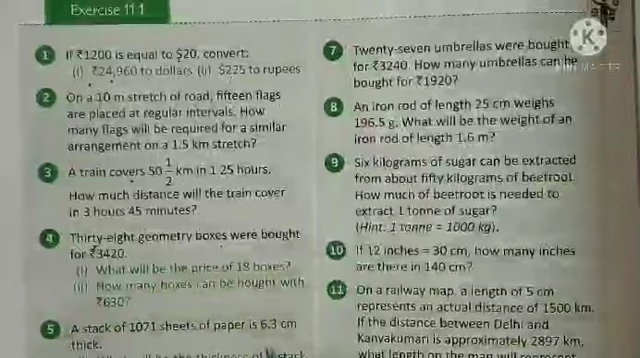 Exercise 11.1
1 If ₹1200 is equal to $20, convert:
(i) ₹24,960 to dollars (ii) $225 to rupees
2 On a 10 m stretch of road, fifteen flags
are placed at regular intervals. How
many flags will be required for a similar
arrangement on a 1.5 km stretch?
3 A train covers 50 1/2 km in 1.25 hours.
How much distance will the train cover
in 3 hours 45 minutes?
4 Thirty-eight geometry boxes were bought
for ₹3420.
(i) What will be the price of 18 boxes?
(ii) How many boxes can be bought with
₹630?
5 A stack of 1071 sheets of paper is 6.3 cm
thick.
7 Twenty-seven umbrellas were bought
for ₹3240. How many umbrellas can be
bought for ₹1920?
8 An iron rod of length 25 cm weighs
196.5 g. What will be the weight of an
iron rod of length 1.6 m?
9 Six kilograms of sugar can be extracted
from about fifty kilograms of beetroot.
How much of beetroot is needed to
extract 1 tonne of sugar?
(Hint: 1 tonne = 1000 kg).
10 If 12 inches = 30 cm, how many inches
are there in 140 cm?
11 On a railway map, a length of 5 cm
represents an actual distance of 1500 km.
If the distance between Delhi and
Kanyakumari is approximately 2897 km,
what length on the map will represent
K